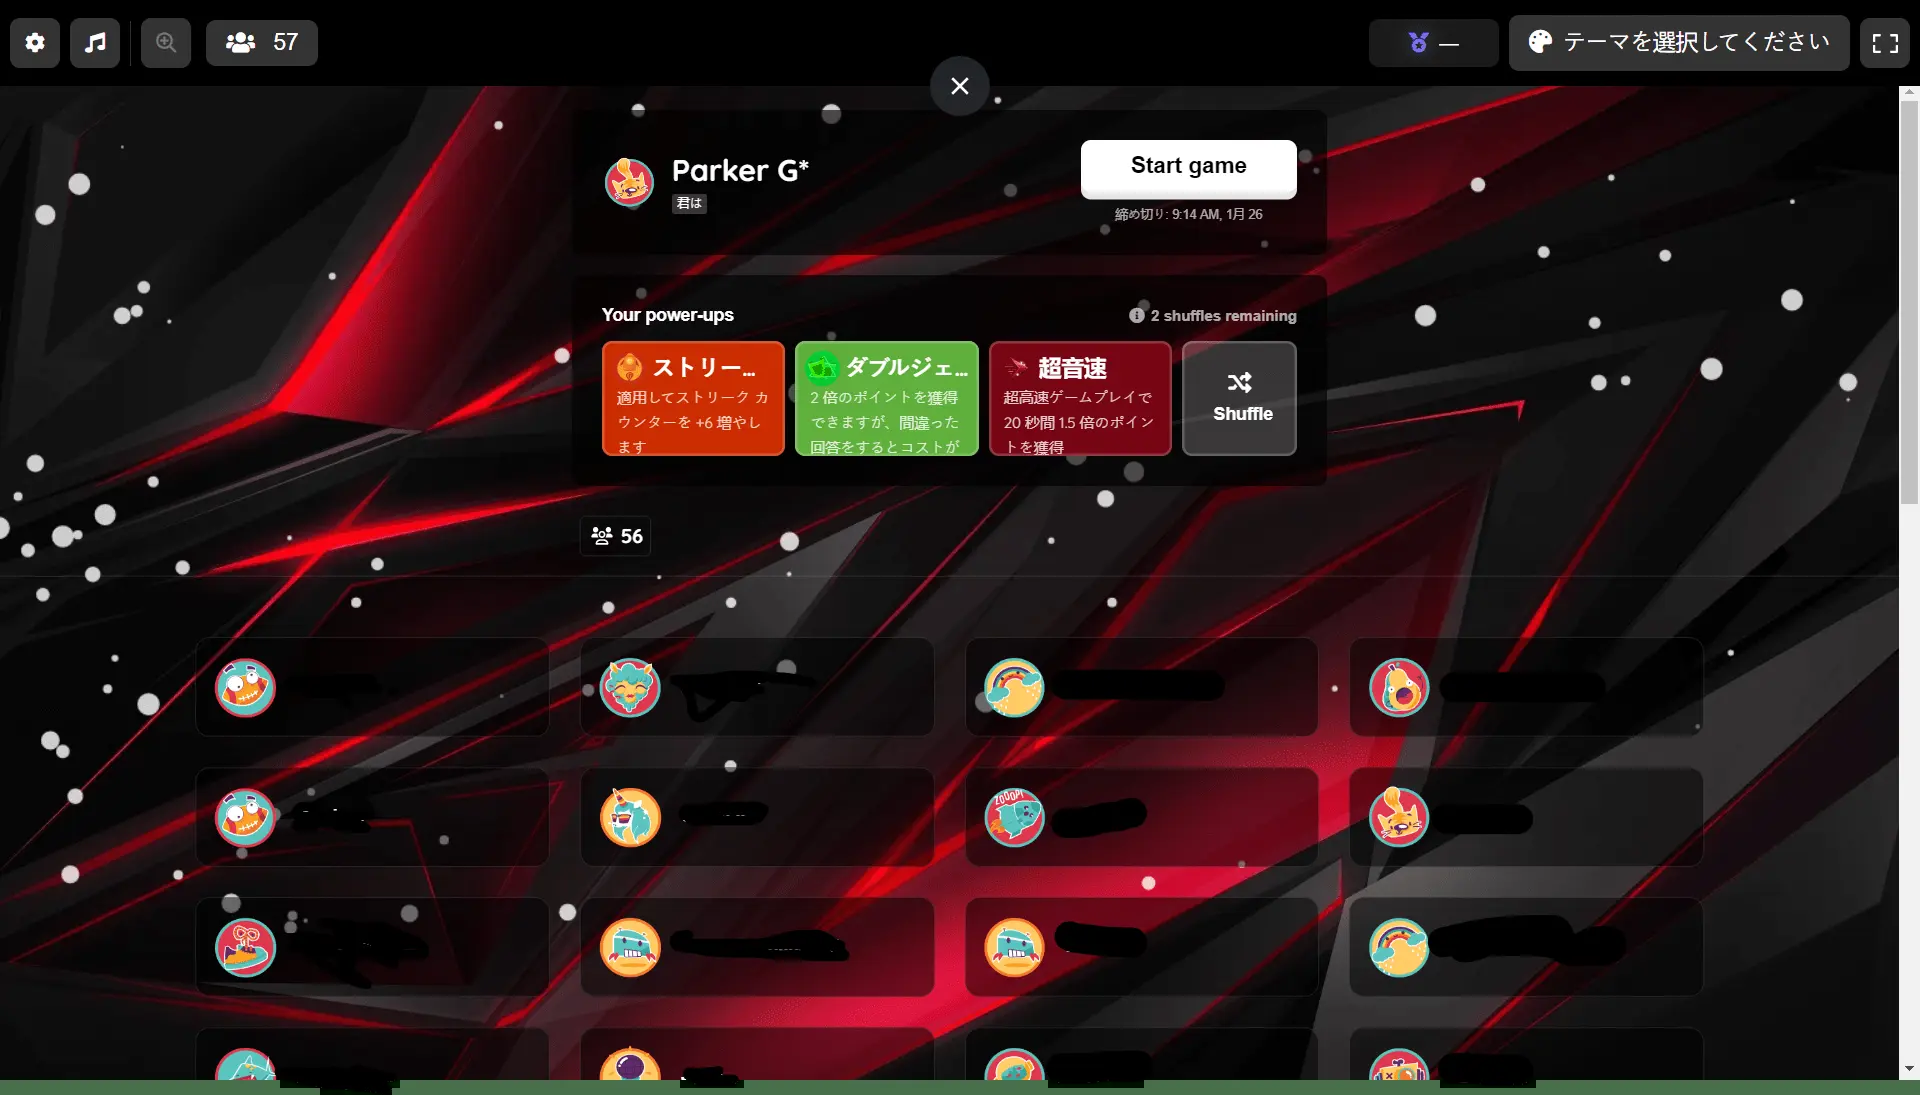 57
—
テーマを選択してください
Parker G*
君は
Start game
締め切り: 9:14 AM, 1月 26
Your power-ups
2 shuffles remaining
ストリー...
適用してストリーク カ
ウンターを +6 増やし
ます
ダブルジェ...
2 倍のポイントを獲得
できますが、間違った
回答をするとコストが
超音速
超高速ゲームプレイで
20 秒間 1.5 倍のポイン
トを獲得
Shuffle
56
ZOOOP!